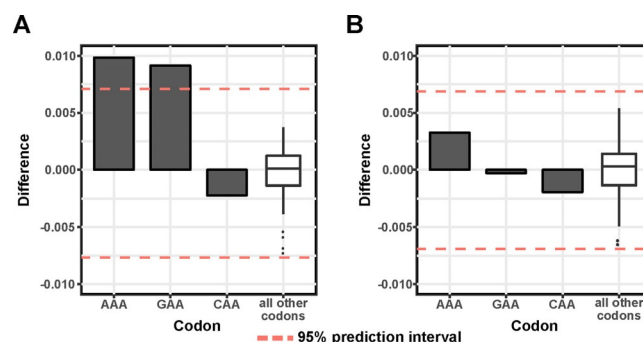 A
0.010
0.005
0.000
-0.005
-0.010
Difference
AAA GAA CAA all other codons
Codon
B
0.010
0.005
0.000
-0.005
-0.010
Difference
AAA GAA CAA all other codons
Codon
95% prediction interval